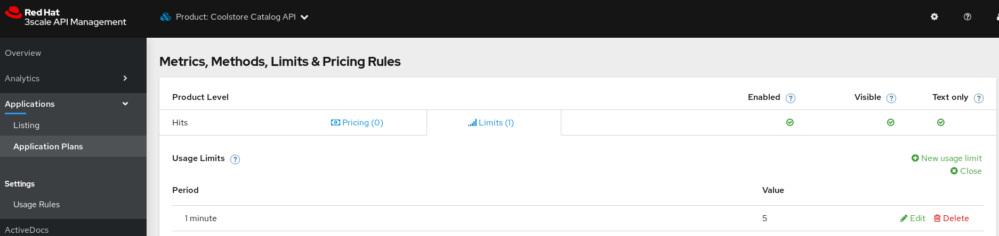 Red Hat
3scale API Management
Product: Coolstore Catalog API
Overview
Analytics
Applications
Listing
Application Plans
Settings
Usage Rules
ActiveDocs
Metrics, Methods, Limits & Pricing Rules
Product Level Enabled ? Visible ? Text only ?
Hits Pricing (0) Limits (1)
Usage Limits ? New usage limit
Close
Period Value
1 minute 5 Edit Delete